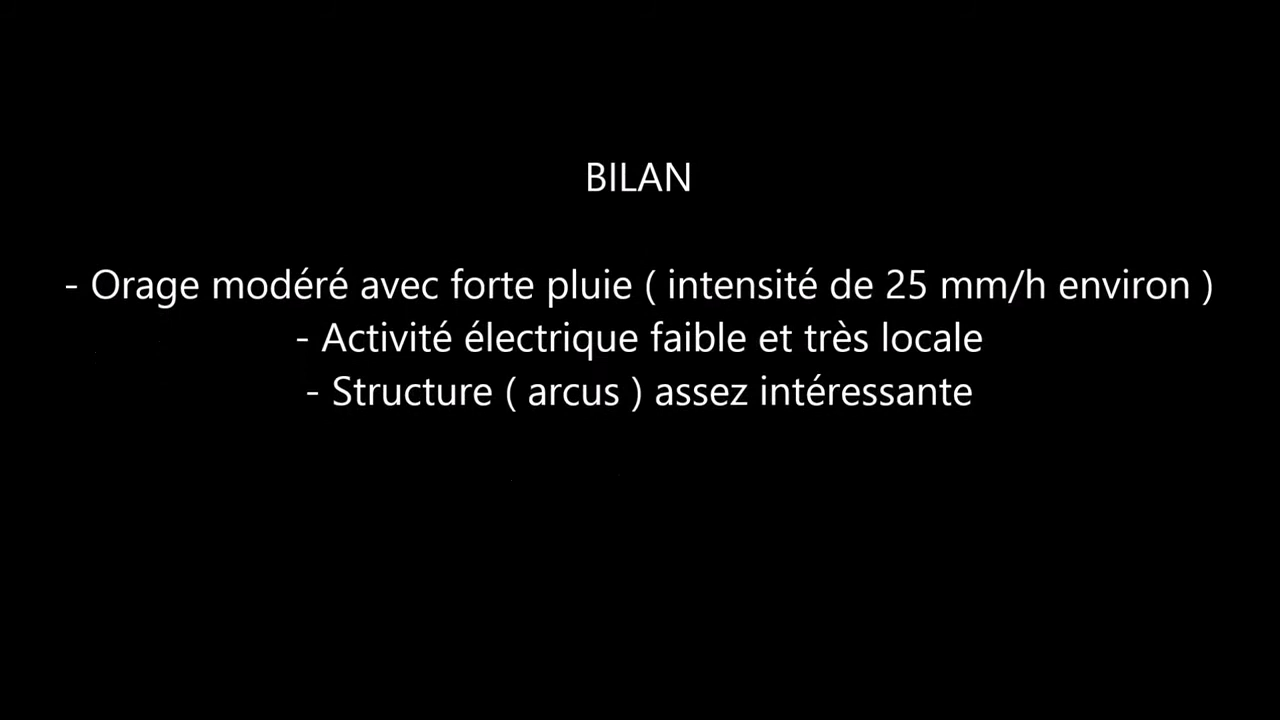 BILAN
- Orage modéré avec forte pluie ( intensité de 25 mm/h environ )
- Activité électrique faible et très locale
- Structure ( arcus ) assez intéressante